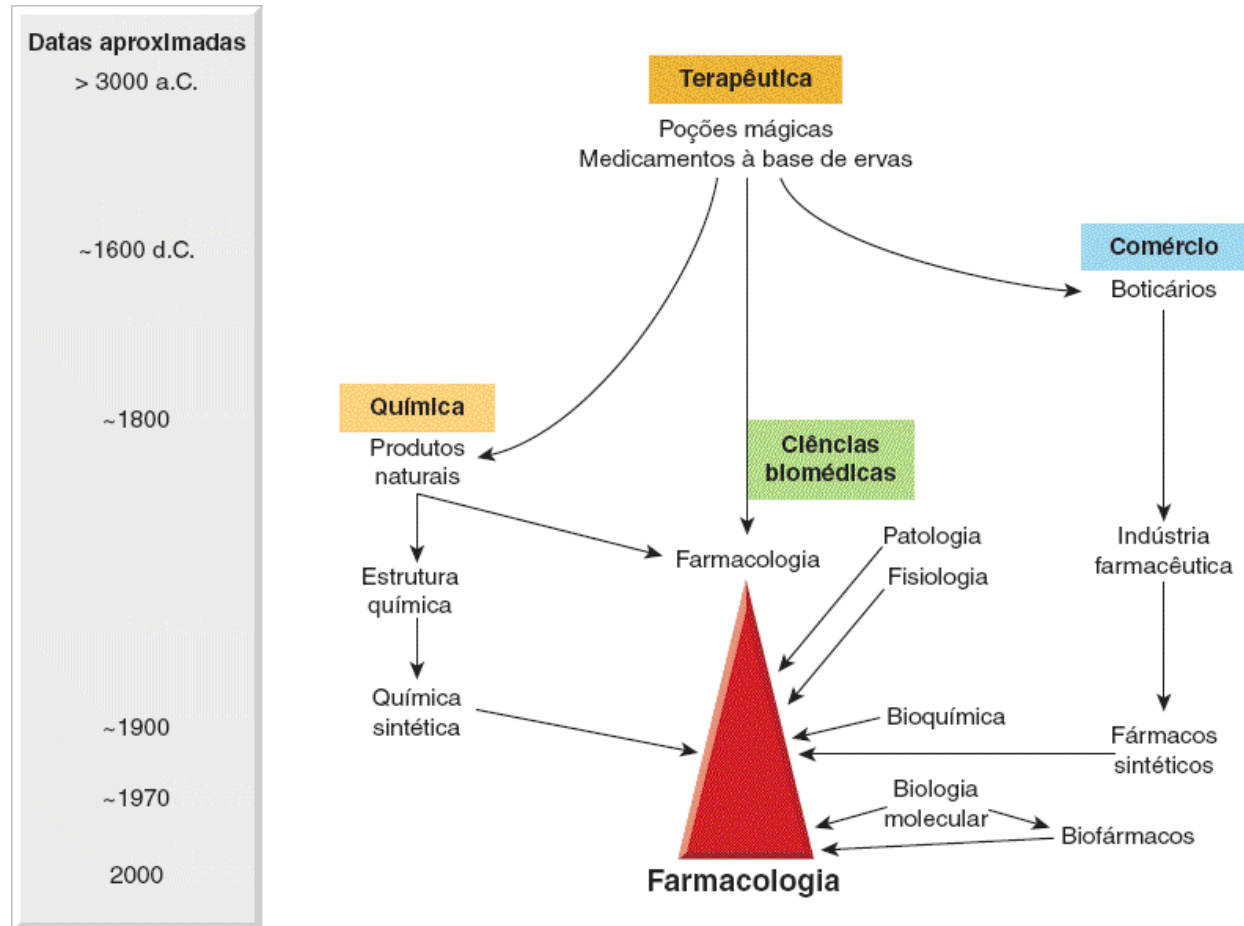 Datas aproximadas
> 3000 a.C.
~1600 d.C.
~1800
~1900
~1970
2000
Terapêutica
Poções mágicas
Medicamentos à base de ervas
Comércio
Boticários
Química
Produtos
naturais
Ciências
biomédicas
Farmacologia
Patologia
Fisiologia
Indústria
farmacêutica
Estrutura
química
Química
sintética
Bioquímica
Fármacos
sintéticos
Biologia
molecular
Biofármacos
Farmacologia